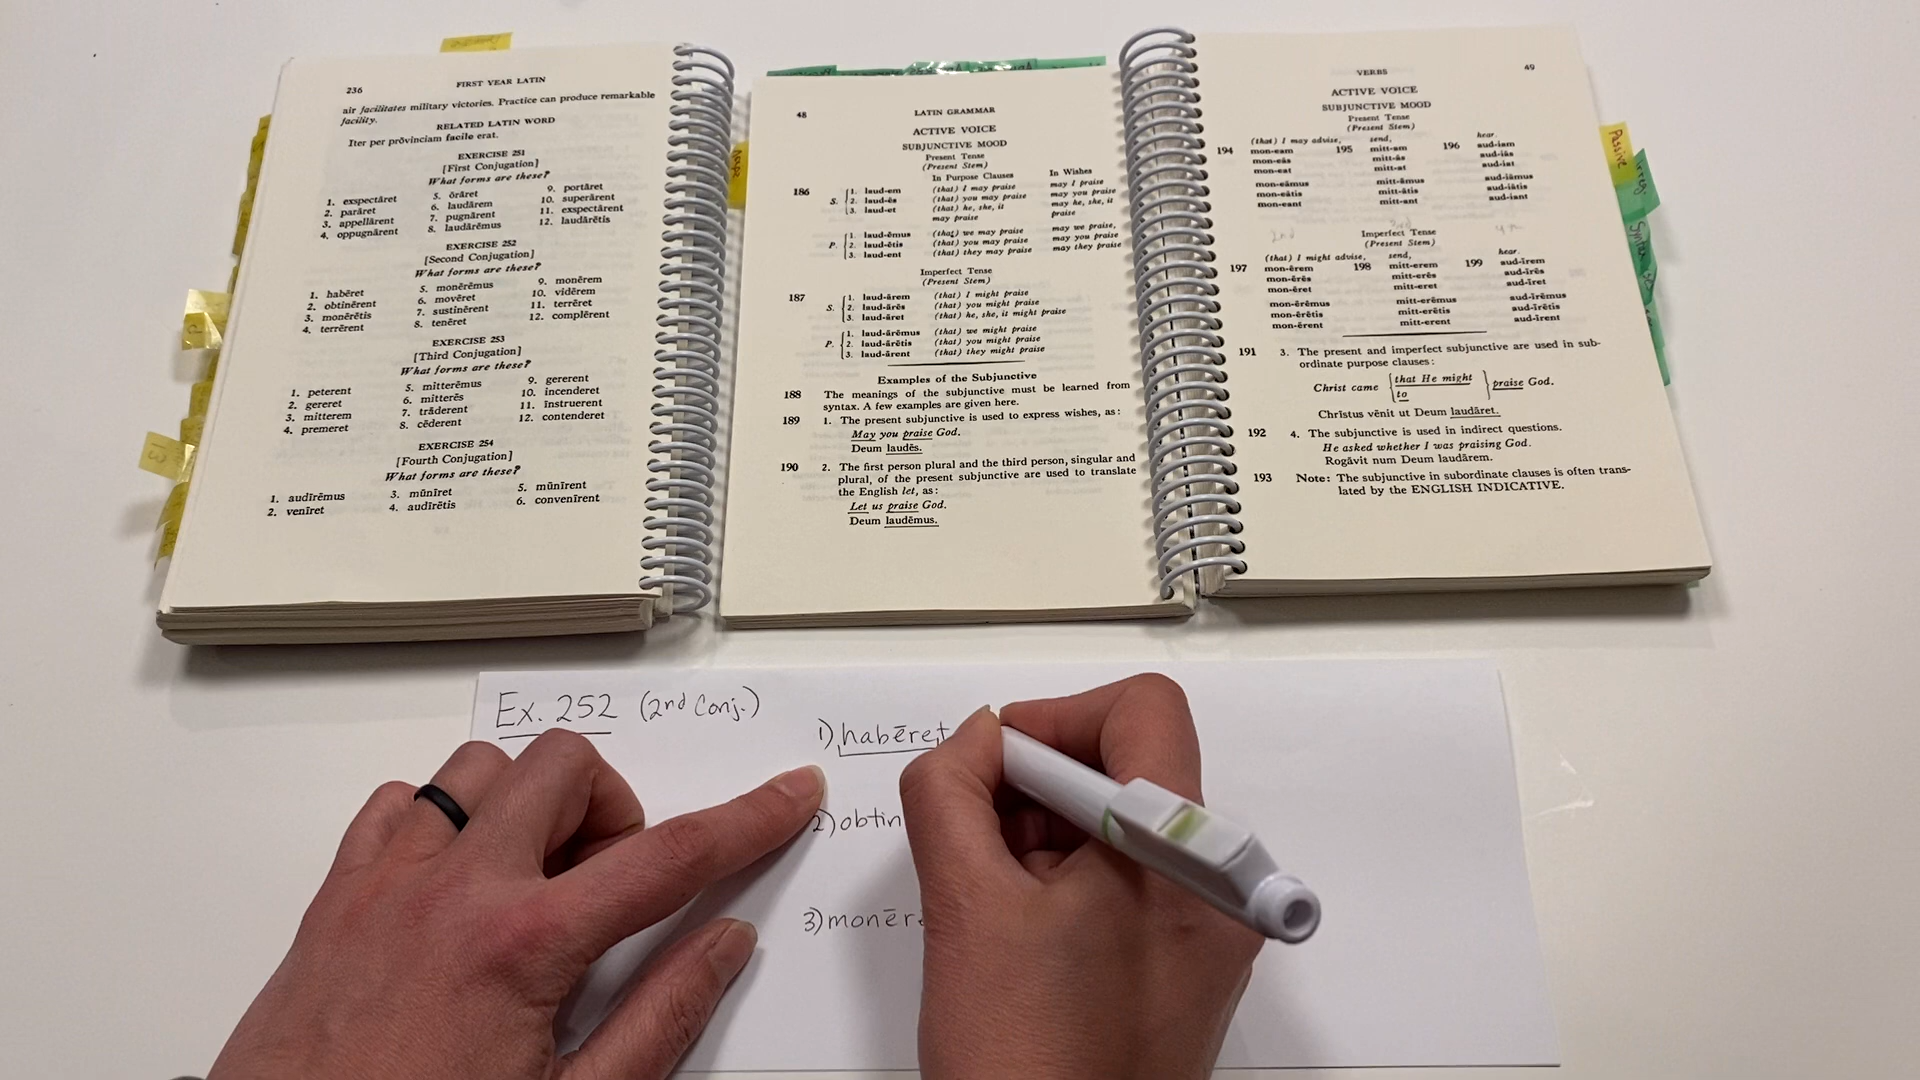 236
FIRST YEAR LATIN
air facilitates military victories. Practice can produce remarkable
facility.
RELATED LATIN WORD
Iter per prōvinciam facile erat.
EXERCISE 251
[First Conjugation]
What forms are these?
1. exspectāret
2. parāret
3. appellārent
4. oppugnārent
5. ōrāret
6. laudārem
7. pugnārent
8. laudārēmus
9. portāret
10. superārent
11. exspectārent
12. laudārētis
EXERCISE 252
[Second Conjugation]
What forms are these?
1. habēret
2. obtinērent
3. monērētis
4. terrērent
5. monērēmus
6. movēret
7. sustinērent
8. tenēret
9. monērem
10. vidērem
11. terrēret
12. complērent
EXERCISE 253
[Third Conjugation]
What forms are these?
1. peterent
2. gereret
3. mitterem
4. premeret
5. mitterēmus
6. mitterēs
7. trāderent
8. cēderent
9. gererent
10. incenderet
11. īnstruerent
12. contenderet
EXERCISE 254
[Fourth Conjugation]
What forms are these?
1. audīrēmus
2. venīret
3. mūnīret
4. audīrētis
5. mūnīrent
6. convenīrent
48
LATIN GRAMMAR
ACTIVE VOICE
SUBJUNCTIVE MOOD
Present Tense
(Present Stem)
In Purpose Clauses In Wishes
186
S.
1. laud-em (that) I may praise may I praise
2. laud-ēs (that) you may praise may you praise
3. laud-et (that) he, she, it may he, she, it
may praise praise
P.
1. laud-ēmus (that) we may praise may we praise,
2. laud-ētis (that) you may praise may you praise
3. laud-ent (that) they may praise may they praise
Imperfect Tense
(Present Stem)
187
S.
1. laud-ārem (that) I might praise
2. laud-ārēs (that) you might praise
3. laud-āret (that) he, she, it might praise
P.
1. laud-ārēmus (that) we might praise
2. laud-ārētis (that) you might praise
3. laud-ārent (that) they might praise
Examples of the Subjunctive
188 The meanings of the subjunctive must be learned from
syntax. A few examples are given here.
189 1. The present subjunctive is used to express wishes, as:
May you praise God.
Deum laudēs.
190 2. The first person plural and the third person, singular and
plural, of the present subjunctive are used to translate
the English let, as:
Let us praise God.
Deum laudēmus.
VERBS
49
ACTIVE VOICE
SUBJUNCTIVE MOOD
Present Tense
(Present Stem)
(that) I may advise, send, hear.
194 mon-eam 195 mitt-am 196 aud-iam
mon-eās mitt-ās aud-iās
mon-eat mitt-at aud-iat
mon-eāmus mitt-āmus aud-iāmus
mon-eātis mitt-ātis aud-iātis
mon-eant mitt-ant aud-iant
2nd 3rd 4th
Imperfect Tense
(Present Stem)
(that) I might advise, send, hear.
197 mon-ērem 198 mitt-erem 199 aud-īrem
mon-ērēs mitt-erēs aud-īrēs
mon-ēret mitt-eret aud-īret
mon-ērēmus mitt-erēmus aud-īrēmus
mon-ērētis mitt-erētis aud-īrētis
mon-ērent mitt-erent aud-īrent
191 3. The present and imperfect subjunctive are used in sub-
ordinate purpose clauses:
Christ came that He might praise God.
to
Chrīstus vēnit ut Deum laudāret.
192 4. The subjunctive is used in indirect questions.
He asked whether I was praising God.
Rogāvit num Deum laudārem.
193 Note: The subjunctive in subordinate clauses is often trans-
lated by the ENGLISH INDICATIVE.
Passive
Syntax
Ex. 252 (2nd Conj.)
1) habēret
2) obtin
3) monēr